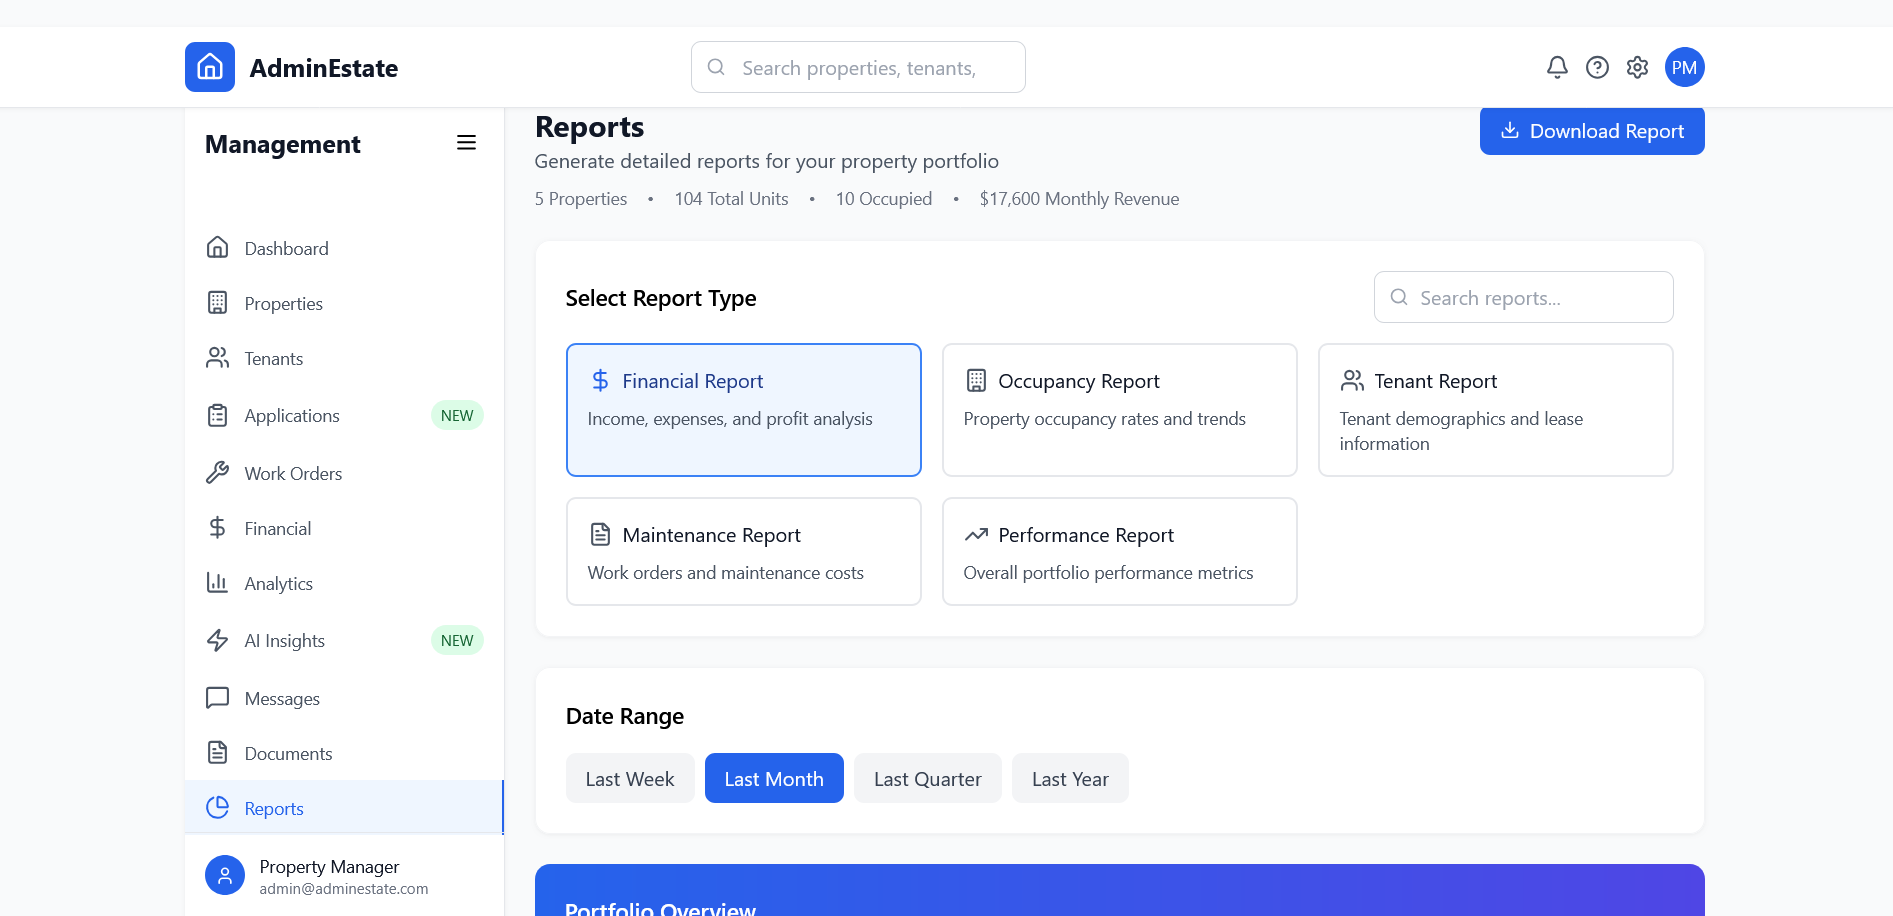 AdminEstate
Search properties, tenants,
PM
Management
Dashboard
Properties
Tenants
Applications NEW
Work Orders
Financial
Analytics
AI Insights NEW
Messages
Documents
Reports
Property Manager
admin@adminestate.com
Reports
Download Report
Generate detailed reports for your property portfolio
5 Properties • 104 Total Units • 10 Occupied • $17,600 Monthly Revenue
Select Report Type
Search reports...
Financial Report
Income, expenses, and profit analysis
Occupancy Report
Property occupancy rates and trends
Tenant Report
Tenant demographics and lease
information
Maintenance Report
Work orders and maintenance costs
Performance Report
Overall portfolio performance metrics
Date Range
Last Week
Last Month
Last Quarter
Last Year
Portfolio Overview